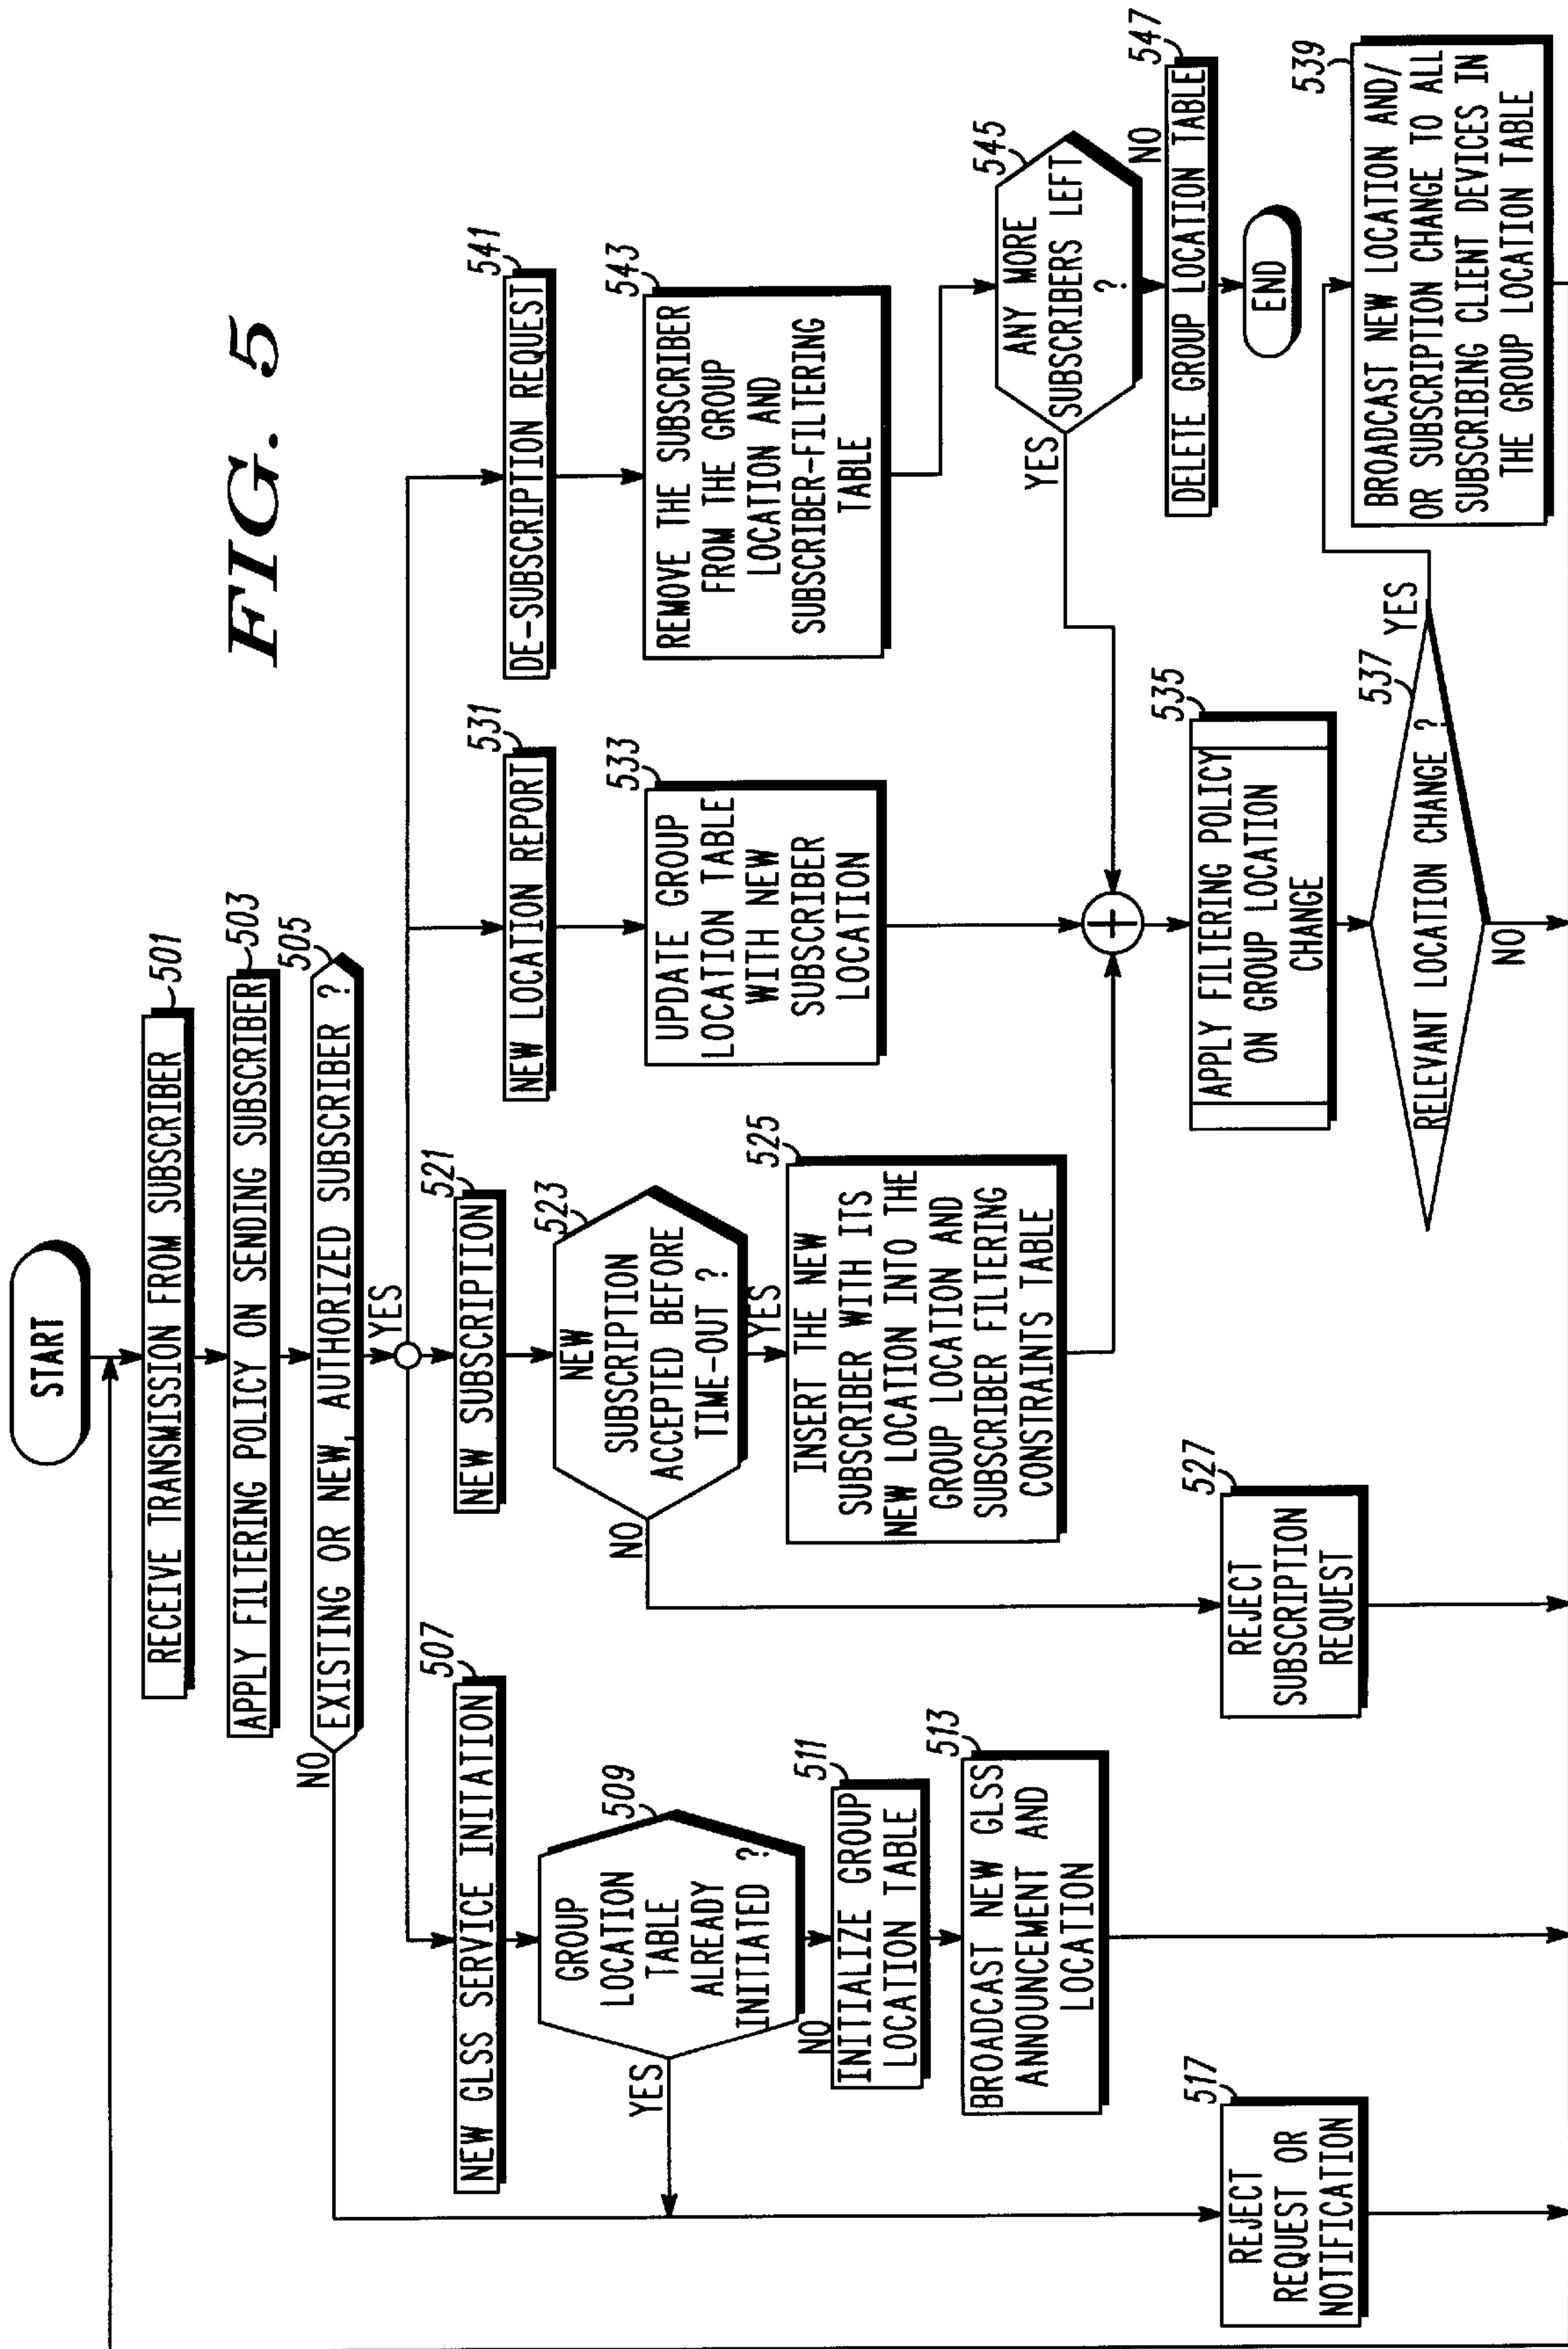 FIG. 5
START
RECEIVE TRANSMISSION FROM SUBSCRIBER
501
APPLY FILTERING POLICY ON SENDING SUBSCRIBER
503
EXISTING OR NEW, AUTHORIZED SUBSCRIBER ?
505
NO
YES
NEW GLSS SERVICE INITATION
507
GROUP
LOCATION
TABLE
ALREADY
INITIATED ?
509
YES
NO
INITIALIZE GROUP
LOCATION TABLE
511
BROADCAST NEW GLSS
ANNOUNCEMENT AND
LOCATION
513
REJECT
REQUEST OR
NOTIFICATION
517
NEW SUBSCRIPTION
521
NEW
SUBSCRIPTION
ACCEPTED BEFORE
TIME-OUT ?
523
NO
YES
INSERT THE NEW
SUBSCRIBER WITH ITS
NEW LOCATION INTO THE
GROUP LOCATION AND
SUBSCRIBER FILTERING
CONSTRAINTS TABLE
525
REJECT
SUBSCRIPTION
REQUEST
527
NEW LOCATION REPORT
531
UPDATE GROUP
LOCATION TABLE
WITH NEW
SUBSCRIBER
LOCATION
533
+
APPLY FILTERING POLICY
ON GROUP LOCATION
CHANGE
535
RELEVANT LOCATION CHANGE ?
537
YES
NO
DE-SUBSCRIPTION REQUEST
541
REMOVE THE SUBSCRIBER
FROM THE GROUP
LOCATION AND
SUBSCRIBER-FILTERING
TABLE
543
ANY MORE
SUBSCRIBERS LEFT
?
545
YES
NO
DELETE GROUP LOCATION TABLE
547
END
BROADCAST NEW LOCATION AND/
OR SUBSCRIPTION CHANGE TO ALL
SUBSCRIBING CLIENT DEVICES IN
THE GROUP LOCATION TABLE
539